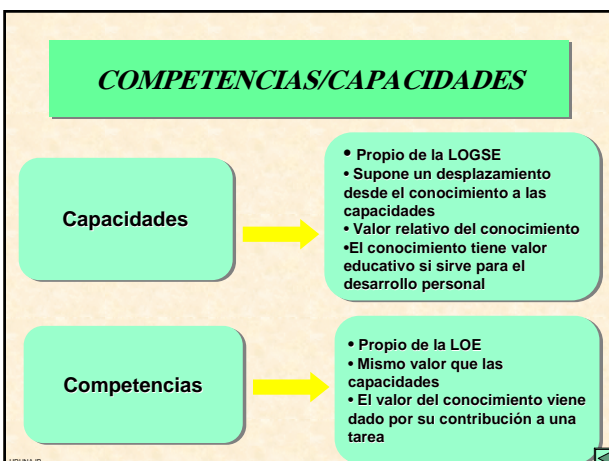 COMPETENCIAS/CAPACIDADES
Capacidades
• Propio de la LOGSE
• Supone un desplazamiento
desde el conocimiento a las
capacidades
• Valor relativo del conocimiento
•El conocimiento tiene valor
educativo si sirve para el
desarrollo personal
Competencias
• Propio de la LOE
• Mismo valor que las
capacidades
• El valor del conocimiento viene
dado por su contribución a una
tarea